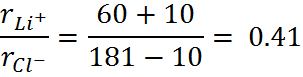 r_{Li⁺} / r_{Cl⁻} = (60 + 10) / (181 − 10) = 0.41